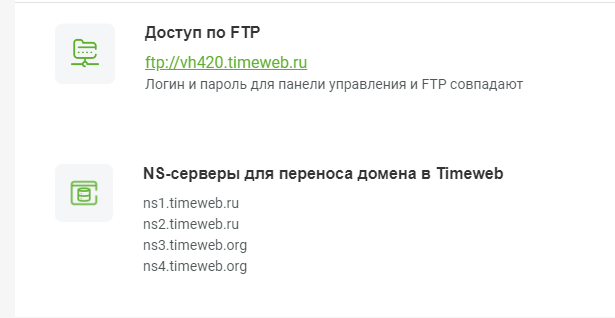 Доступ по FTP
ftp://vh420.timeweb.ru
Логин и пароль для панели управления и FTP совпадают
NS-серверы для переноса домена в Timeweb
ns1.timeweb.ru
ns2.timeweb.ru
ns3.timeweb.org
ns4.timeweb.org